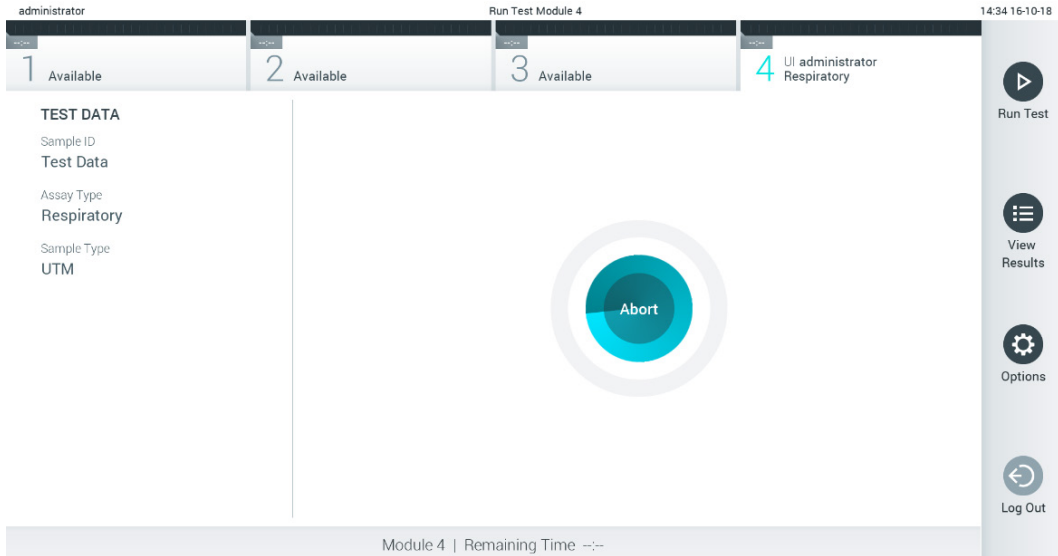 administrator
Run Test Module 4
14:34 16-10-18
--:--
1 Available
--:--
2 Available
--:--
3 Available
--:--
4 UI administrator
Respiratory
TEST DATA
Sample ID
Test Data
Assay Type
Respiratory
Sample Type
UTM
Abort
Run Test
View
Results
Options
Log Out
Module 4 | Remaining Time --:--